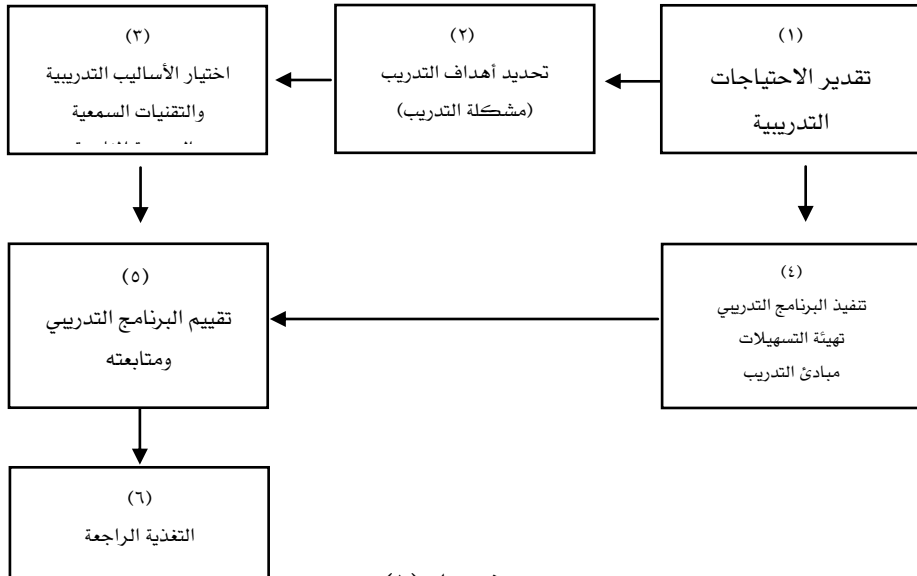 (١)
تقدير الاحتياجات
التدريبية
(٢)
تحديد أهداف التدريب
(مشكلة التدريب)
(٣)
اختيار الأساليب التدريبية
والتقنيات السمعية
(٤)
تنفيذ البرنامج التدريبي
تهيئة التسهيلات
مبادئ التدريب
(٥)
تقييم البرنامج التدريبي
ومتابعته
(٦)
التغذية الراجعة